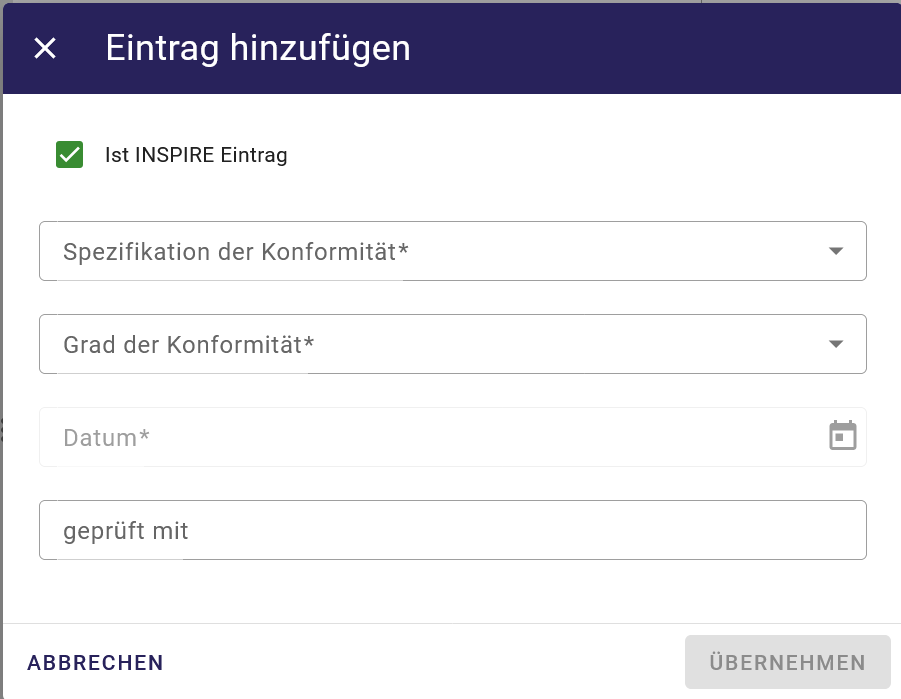 Eintrag hinzufügen
Ist INSPIRE Eintrag
Spezifikation der Konformität*
Grad der Konformität*
Datum*
geprüft mit
ABBRECHEN
ÜBERNEHMEN